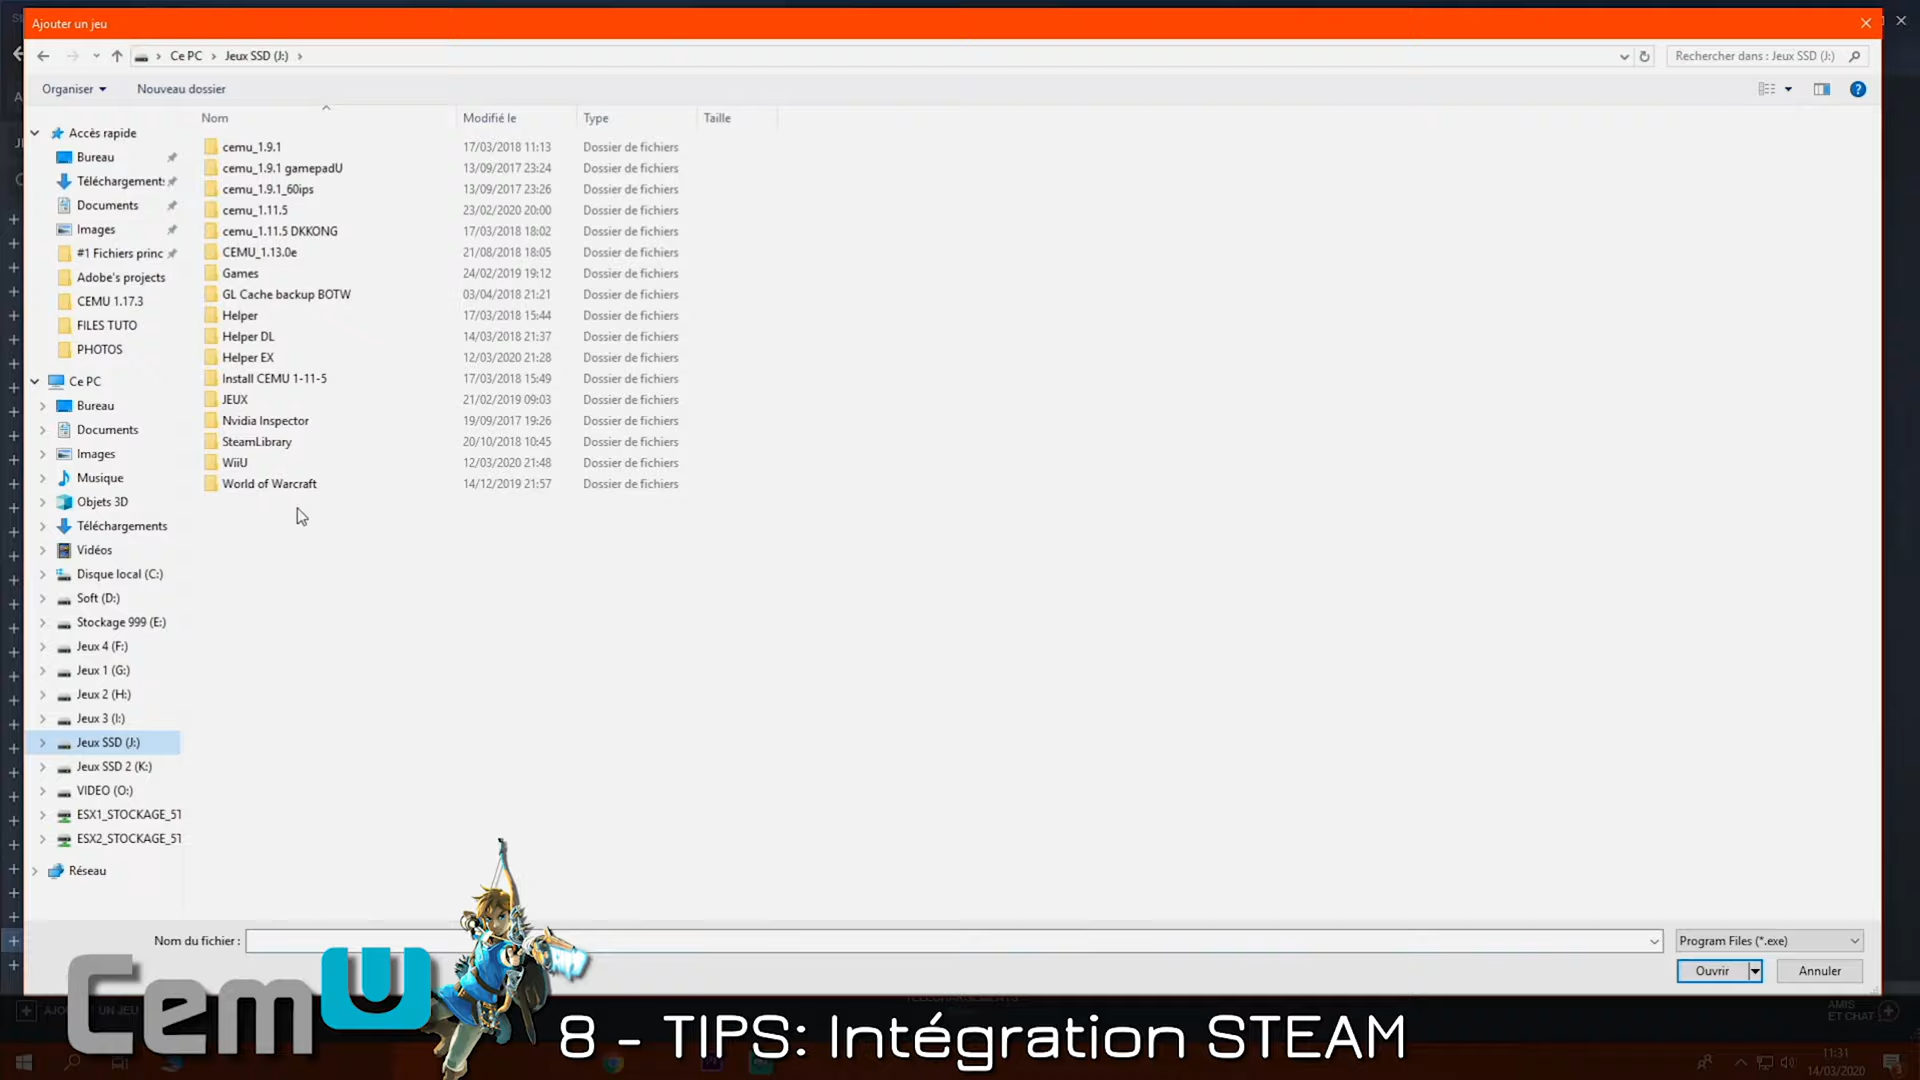 Ajouter un jeu
Ce PC
Jeux SSD (J:)
Rechercher dans : Jeux SSD (J:)
Organiser
Nouveau dossier
Nom
Modifié le
Type
Taille
Accès rapide
Bureau
Téléchargement:
Documents
Images
#1 Fichiers princ
Adobe's projects
CEMU 1.17.3
FILES TUTO
PHOTOS
Ce PC
Bureau
Documents
Images
Musique
Objets 3D
Téléchargements
Vidéos
Disque local (C:)
Soft (D:)
Stockage 999 (E:)
Jeux 4 (F:)
Jeux 1 (G:)
Jeux 2 (H:)
Jeux 3 (I:)
Jeux SSD (J:)
Jeux SSD 2 (K:)
VIDEO (O:)
ESX1_STOCKAGE_5T
ESX2_STOCKAGE_5T
Réseau
cemu_1.9.1 17/03/2018 11:13 Dossier de fichiers
cemu_1.9.1 gamepadU 13/09/2017 23:24 Dossier de fichiers
cemu_1.9.1_60ips 13/09/2017 23:26 Dossier de fichiers
cemu_1.11.5 23/02/2020 20:00 Dossier de fichiers
cemu_1.11.5 DKKONG 17/03/2018 18:02 Dossier de fichiers
CEMU_1.13.0e 21/08/2018 18:05 Dossier de fichiers
Games 24/02/2019 19:12 Dossier de fichiers
GL Cache backup BOTW 03/04/2018 21:21 Dossier de fichiers
Helper 17/03/2018 15:44 Dossier de fichiers
Helper DL 14/03/2018 21:37 Dossier de fichiers
Helper EX 12/03/2020 21:28 Dossier de fichiers
Install CEMU 1-11-5 17/03/2018 15:49 Dossier de fichiers
JEUX 21/02/2019 09:03 Dossier de fichiers
Nvidia Inspector 19/09/2017 19:26 Dossier de fichiers
SteamLibrary 20/10/2018 10:45 Dossier de fichiers
WiiU 12/03/2020 21:48 Dossier de fichiers
World of Warcraft 14/12/2019 21:57 Dossier de fichiers
Nom du fichier :
Program Files (*.exe)
Ouvrir
Annuler
AMIS
ET CHAT
CemU
8 - TIPS: Intégration STEAM
11:31
14/03/2020